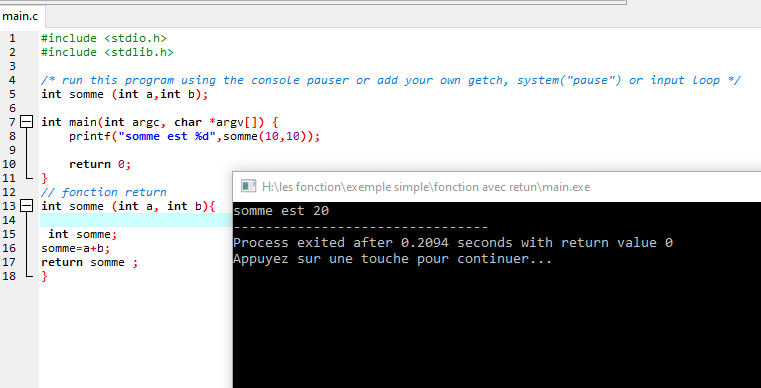 main.c
1 #include <stdio.h>
2 #include <stdlib.h>
3
4 /* run this program using the console pauser or add your own getch, system("pause") or input loop */
5 int somme (int a,int b);
6
7 int main(int argc, char *argv[]) {
8 printf("somme est %d",somme(10,10));
9
10 return 0;
11 }
12 // fonction return
13 int somme (int a, int b){
14
15 int somme;
16 somme=a+b;
17 return somme ;
18 }
H:\les fonction\exemple simple\fonction avec retun\main.exe
somme est 20
--------------------------------
Process exited after 0.2094 seconds with return value 0
Appuyez sur une touche pour continuer...